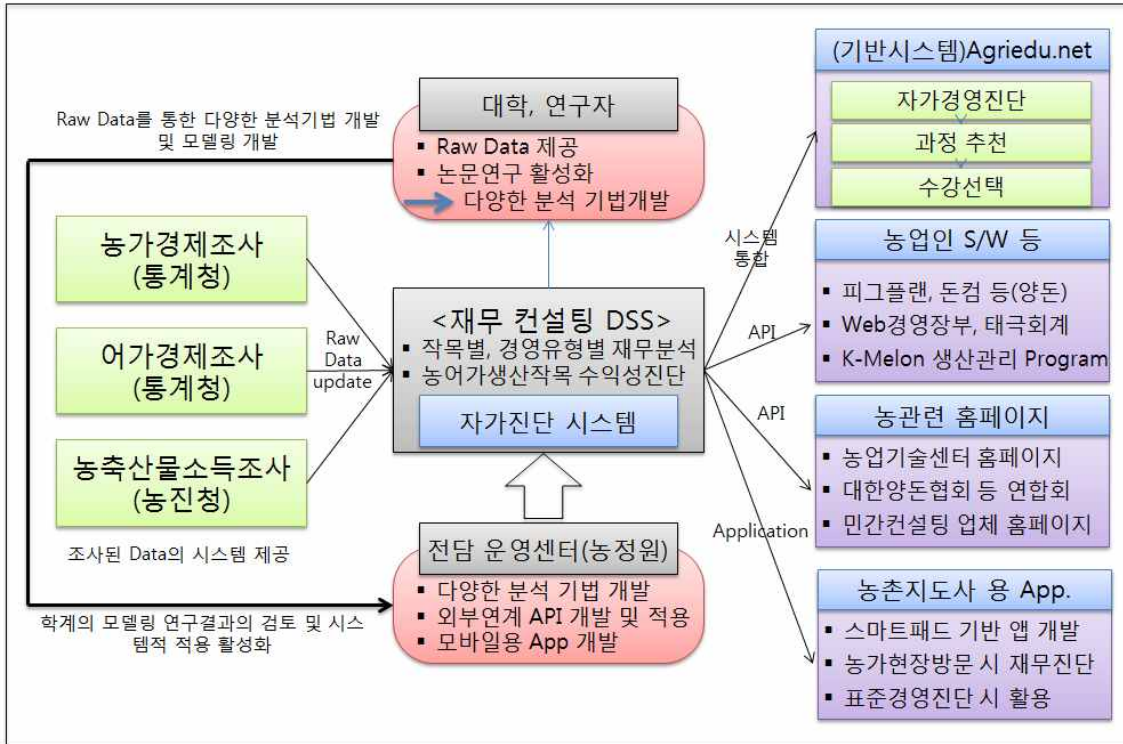 Raw Data를 통한 다양한 분석기법 개발
및 모델링 개발
대학, 연구자
▪ Raw Data 제공
▪ 논문연구 활성화
다양한 분석 기법개발
농가경제조사
(통계청)
어가경제조사
(통계청)
농축산물소득조사
(농진청)
조사된 Data의 시스템 제공
Raw
Data
update
<재무 컨설팅 DSS>
▪ 작목별, 경영유형별 재무분석
▪ 농어가생산작목 수익성진단
자가진단 시스템
전담 운영센터(농정원)
▪ 다양한 분석 기법 개발
▪ 외부연계 API 개발 및 적용
▪ 모바일용 App 개발
학계의 모델링 연구결과의 검토 및 시스
템적 적용 활성화
시스템
통합
API
API
Application
(기반시스템)Agriedu.net
자가경영진단
과정 추천
수강선택
농업인 S/W 등
▪ 피그플랜, 돈컴 등(양돈)
▪ Web경영장부, 태극회계
▪ K-Melon 생산관리 Program
농관련 홈페이지
▪ 농업기술센터 홈페이지
▪ 대한양돈협회 등 연합회
▪ 민간컨설팅 업체 홈페이지
농촌지도사 용 App.
▪ 스마트패드 기반 앱 개발
▪ 농가현장방문 시 재무진단
▪ 표준경영진단 시 활용